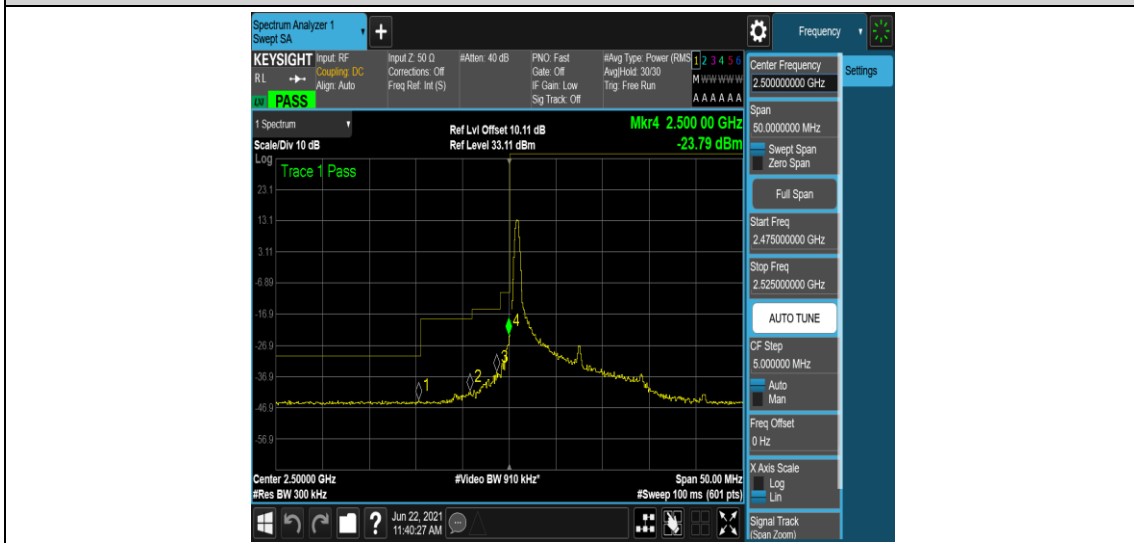 Spectrum Analyzer 1
Swept SA
Frequency
KEYSIGHT
Input: RF
Coupling: DC
Align: Auto
RL
PASS
Input Z: 50 Ω
Corrections: Off
Freq Ref: Int (S)
#Atten: 40 dB
PNO: Fast
Gate: Off
IF Gain: Low
Sig Track: Off
#Avg Type: Power (RMS
Avg|Hold: 30/30
Trig: Free Run
1 2 3 4 5 6
M W W W W W
A A A A A A
1 Spectrum
Scale/Div 10 dB
Ref Lvl Offset 10.11 dB
Ref Level 33.11 dBm
Mkr4 2.500 00 GHz
-23.79 dBm
Log
Trace 1 Pass
23.1
13.1
3.11
-6.89
-16.9
-26.9
-36.9
-46.9
-56.9
1
2
3
4
Center 2.50000 GHz
#Res BW 300 kHz
#Video BW 910 kHz*
Span 50.00 MHz
#Sweep 100 ms (601 pts)
Jun 22, 2021
11:40:27 AM
Center Frequency
2.500000000 GHz
Settings
Span
50.0000000 MHz
Swept Span
Zero Span
Full Span
Start Freq
2.475000000 GHz
Stop Freq
2.525000000 GHz
AUTO TUNE
CF Step
5.000000 MHz
Auto
Man
Freq Offset
0 Hz
X Axis Scale
Log
Lin
Signal Track
(Span Zoom)